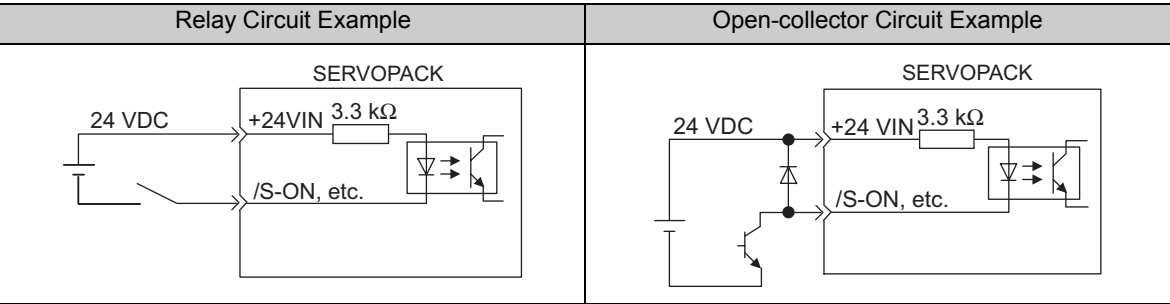 Relay Circuit Example
Open-collector Circuit Example
SERVOPACK
24 VDC
+24VIN
3.3 kΩ
/S-ON, etc.
SERVOPACK
24 VDC
+24 VIN
3.3 kΩ
/S-ON, etc.